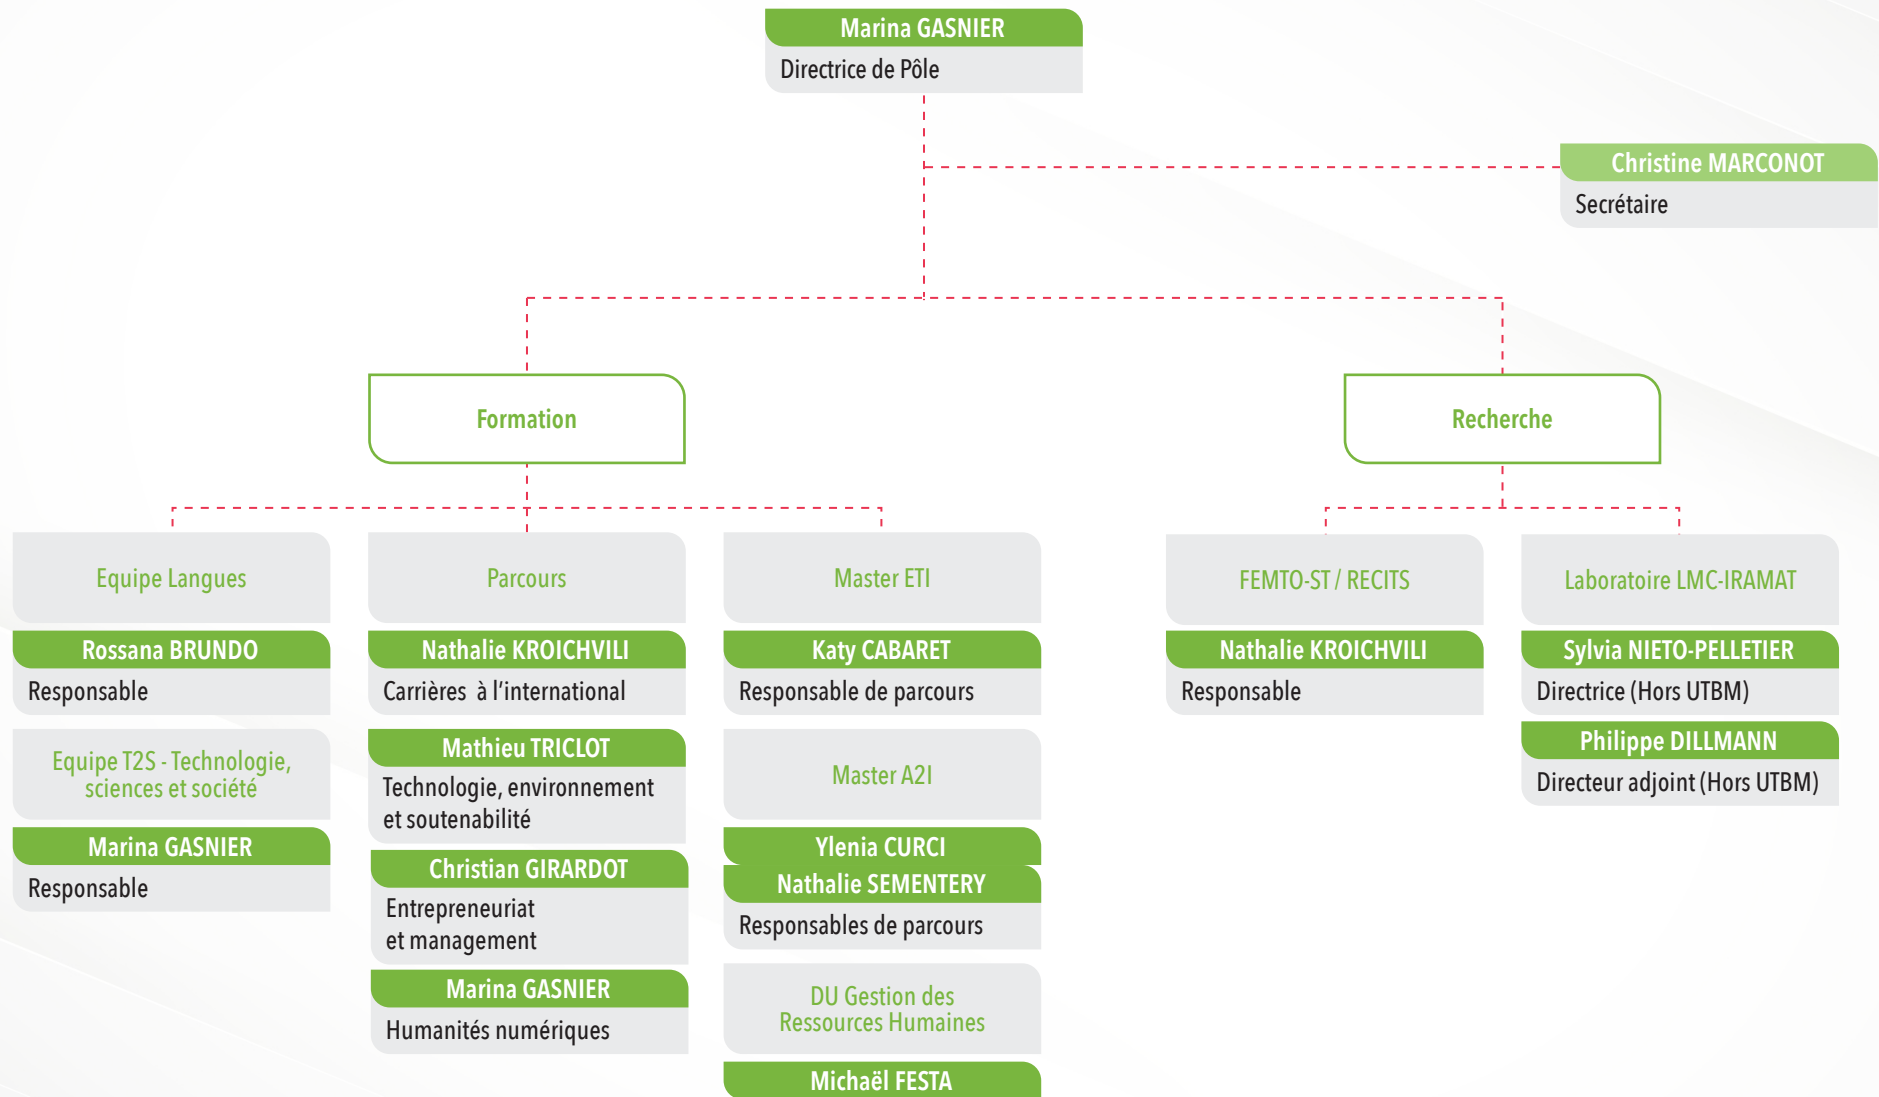 Marina GASNIER
Directrice de Pôle
Christine MARCONOT
Secrétaire
Formation
Recherche
Equipe Langues
Rossana BRUNDO
Responsable
Equipe T2S - Technologie,
sciences et société
Marina GASNIER
Responsable
Parcours
Nathalie KROICHVILI
Carrières à l’international
Mathieu TRICLOT
Technologie, environnement
et soutenabilité
Christian GIRARDOT
Entrepreneuriat
et management
Marina GASNIER
Humanités numériques
Master ETI
Katy CABARET
Responsable de parcours
Master A2I
Ylenia CURCI
Nathalie SEMENTERY
Responsables de parcours
DU Gestion des
Ressources Humaines
Michaël FESTA
FEMTO-ST / RECITS
Nathalie KROICHVILI
Responsable
Laboratoire LMC-IRAMAT
Sylvia NIETO-PELLETIER
Directrice (Hors UTBM)
Philippe DILLMANN
Directeur adjoint (Hors UTBM)